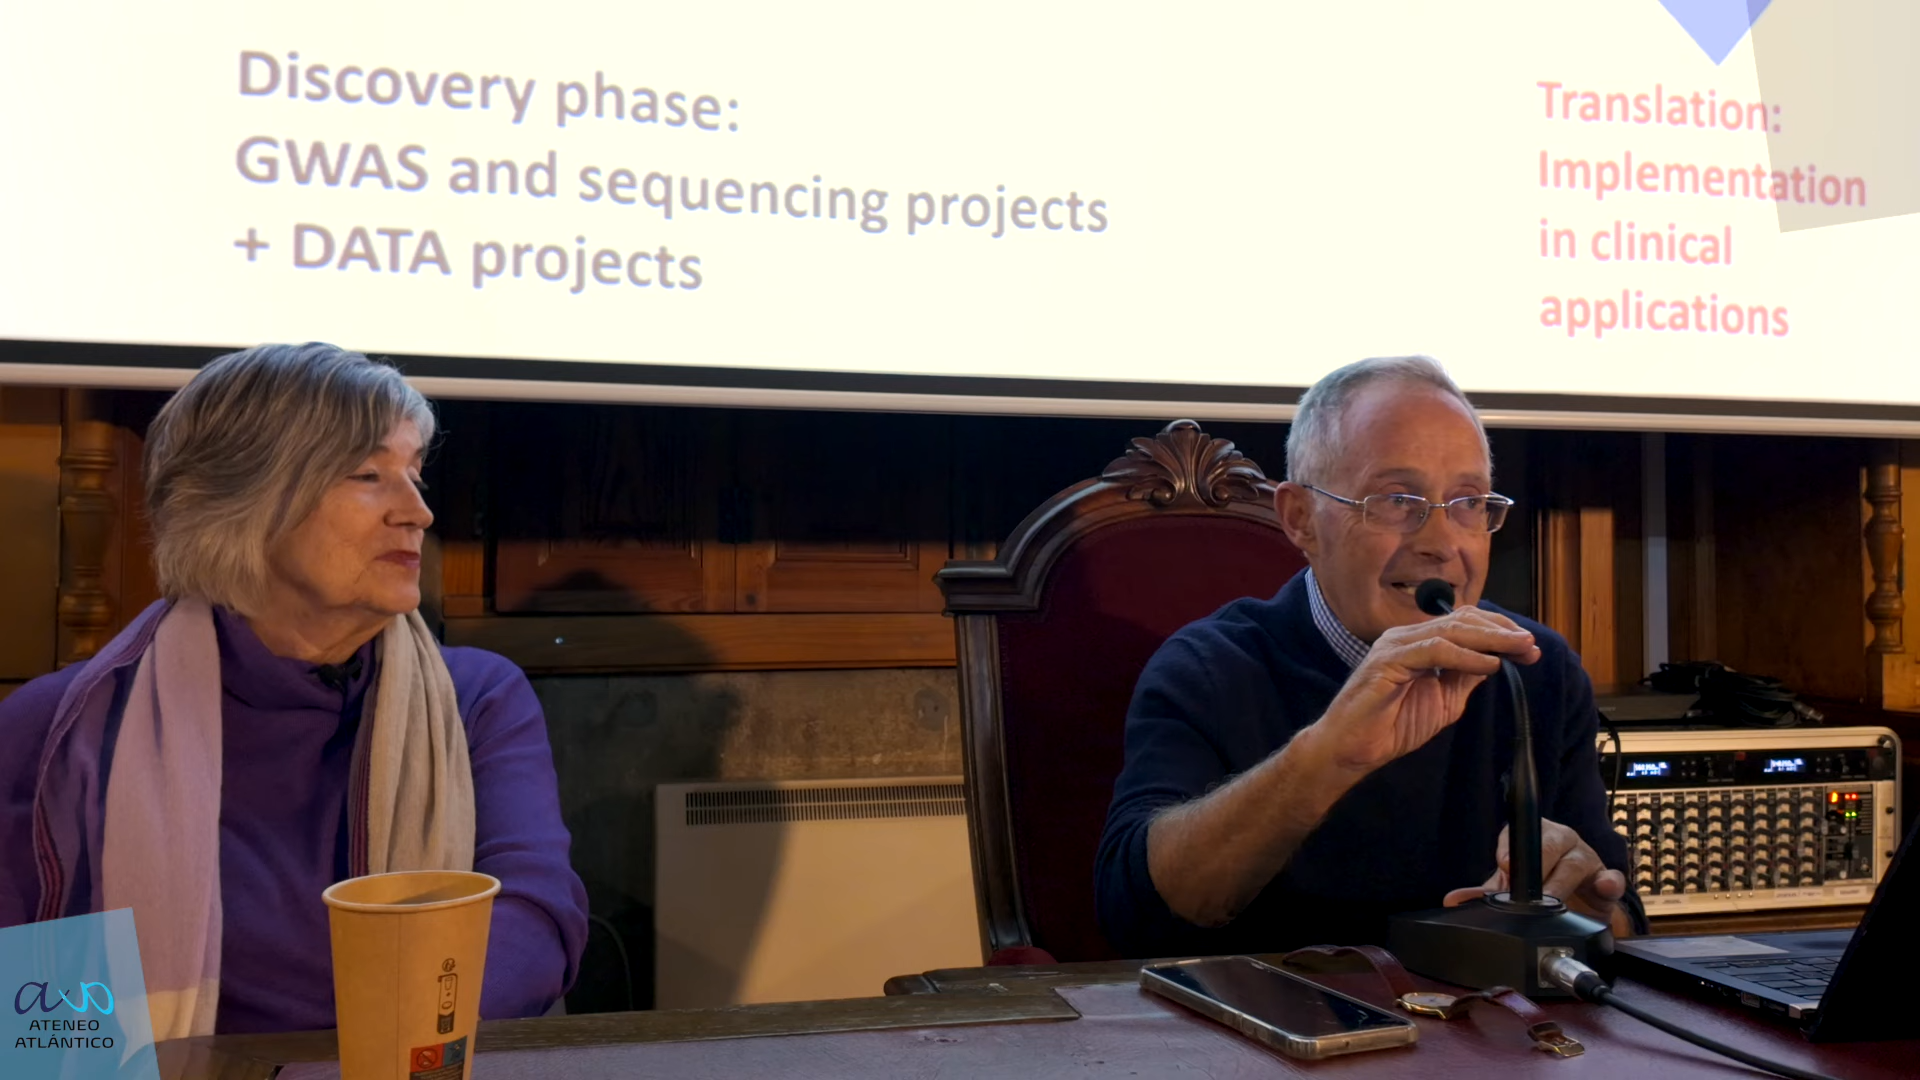 Discovery phase:
GWAS and sequencing projects
+ DATA projects
Translation:
Implementation
in clinical
applications
ATENEO
ATLÁNTICO